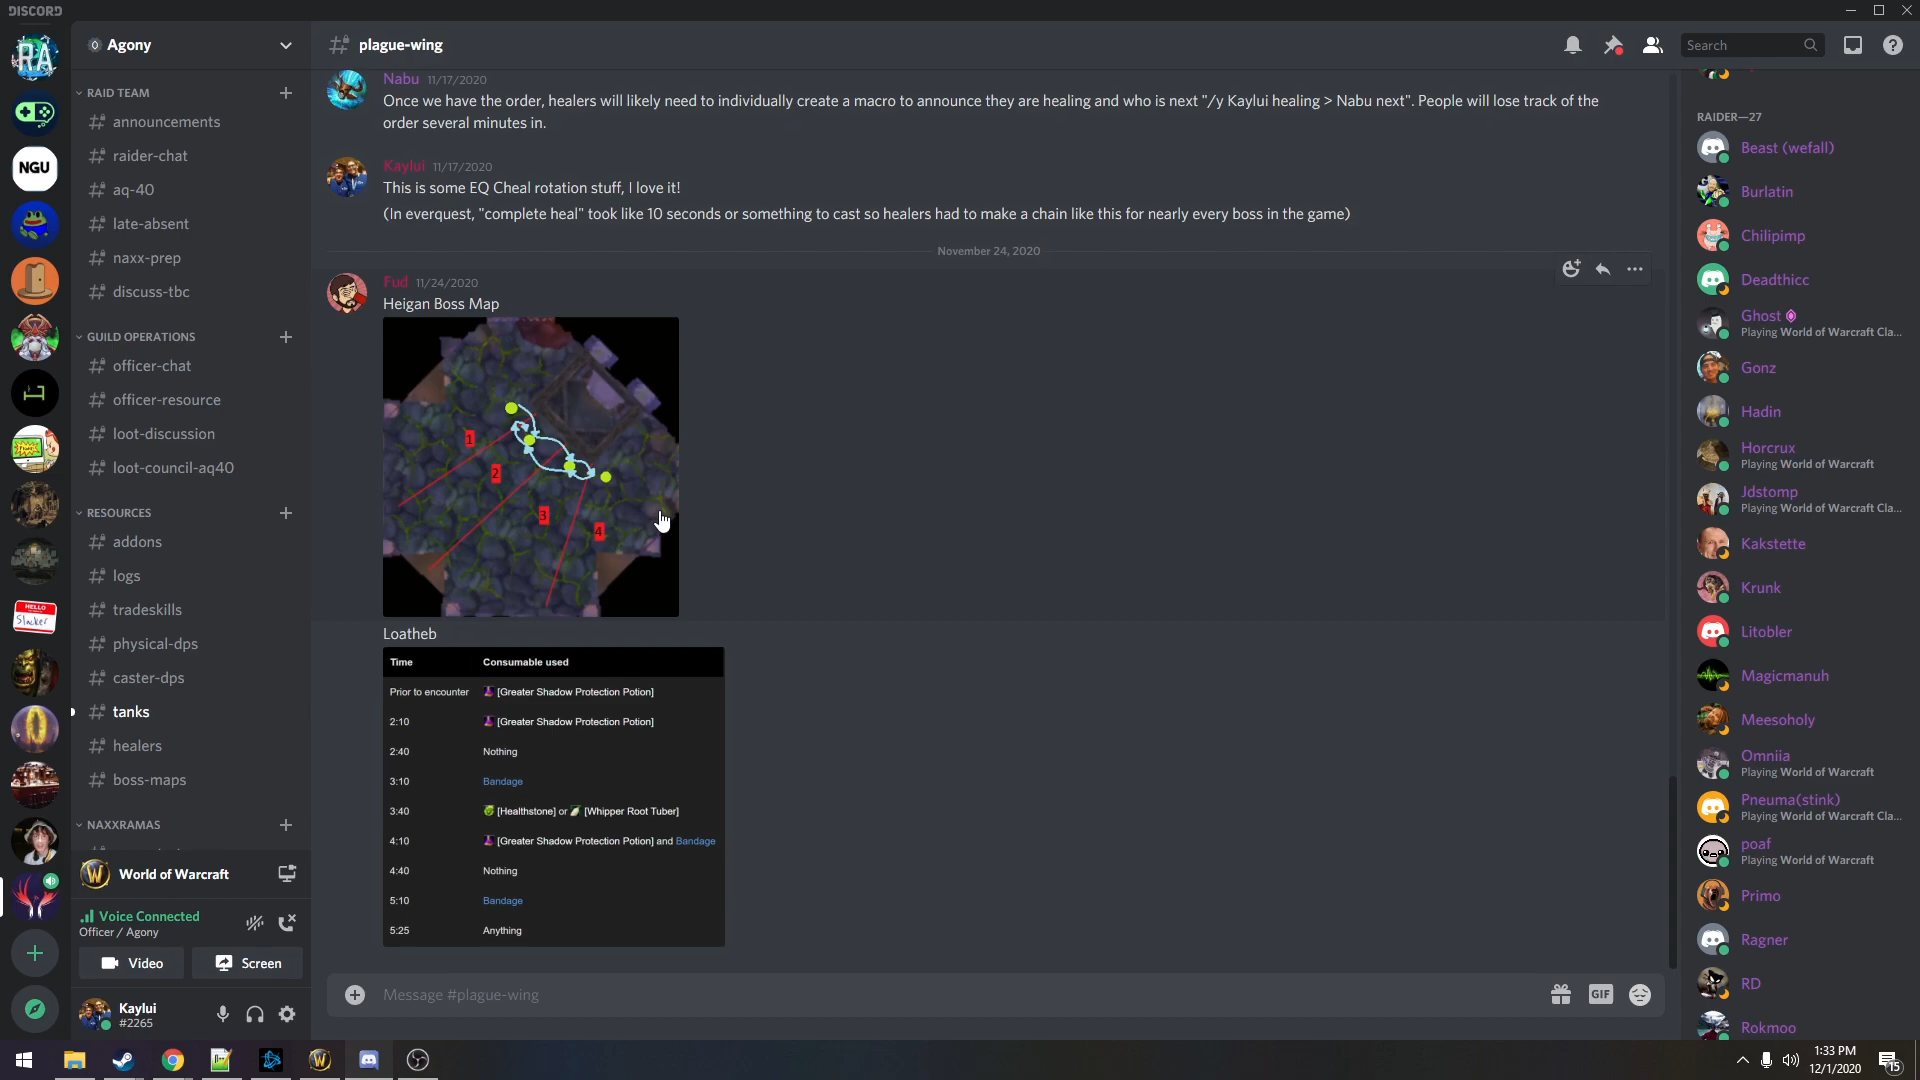 DISCORD
Agony
plague-wing
Search
RAID TEAM
announcements
raider-chat
aq-40
late-absent
naxx-prep
discuss-tbc
GUILD OPERATIONS
officer-chat
officer-resource
loot-discussion
loot-council-aq40
RESOURCES
addons
logs
tradeskills
physical-dps
caster-dps
tanks
healers
boss-maps
NAXXRAMAS
World of Warcraft
Voice Connected
Officer / Agony
Video
Screen
Kaylui
#2265
RA
NGU
HELLO
Slacker
Nabu 11/17/2020
Once we have the order, healers will likely need to individually create a macro to announce they are healing and who is next "/y Kaylui healing > Nabu next". People will lose track of the
order several minutes in.
Kaylui 11/17/2020
This is some EQ Cheal rotation stuff, I love it!
(In everquest, "complete heal" took like 10 seconds or something to cast so healers had to make a chain like this for nearly every boss in the game)
November 24, 2020
Fud 11/24/2020
Heigan Boss Map
1
2
3
4
Loatheb
Time Consumable used
Prior to encounter [Greater Shadow Protection Potion]
2:10 [Greater Shadow Protection Potion]
2:40 Nothing
3:10 Bandage
3:40 [Healthstone] or [Whipper Root Tuber]
4:10 [Greater Shadow Protection Potion] and Bandage
4:40 Nothing
5:10 Bandage
5:25 Anything
Message #plague-wing
GIF
RAIDER—27
Beast (wefall)
Burlatin
Chilipimp
Deadthicc
Ghost
Playing World of Warcraft Cla...
Gonz
Hadin
Horcrux
Playing World of Warcraft
Jdstomp
Playing World of Warcraft Cla...
Kakstette
Krunk
Litobler
Magicmanuh
Meesoholy
Omniia
Playing World of Warcraft
Pneuma(stink)
Playing World of Warcraft Cla...
poaf
Playing World of Warcraft
Primo
Ragner
RD
Rokmoo
1:33 PM
12/1/2020
15